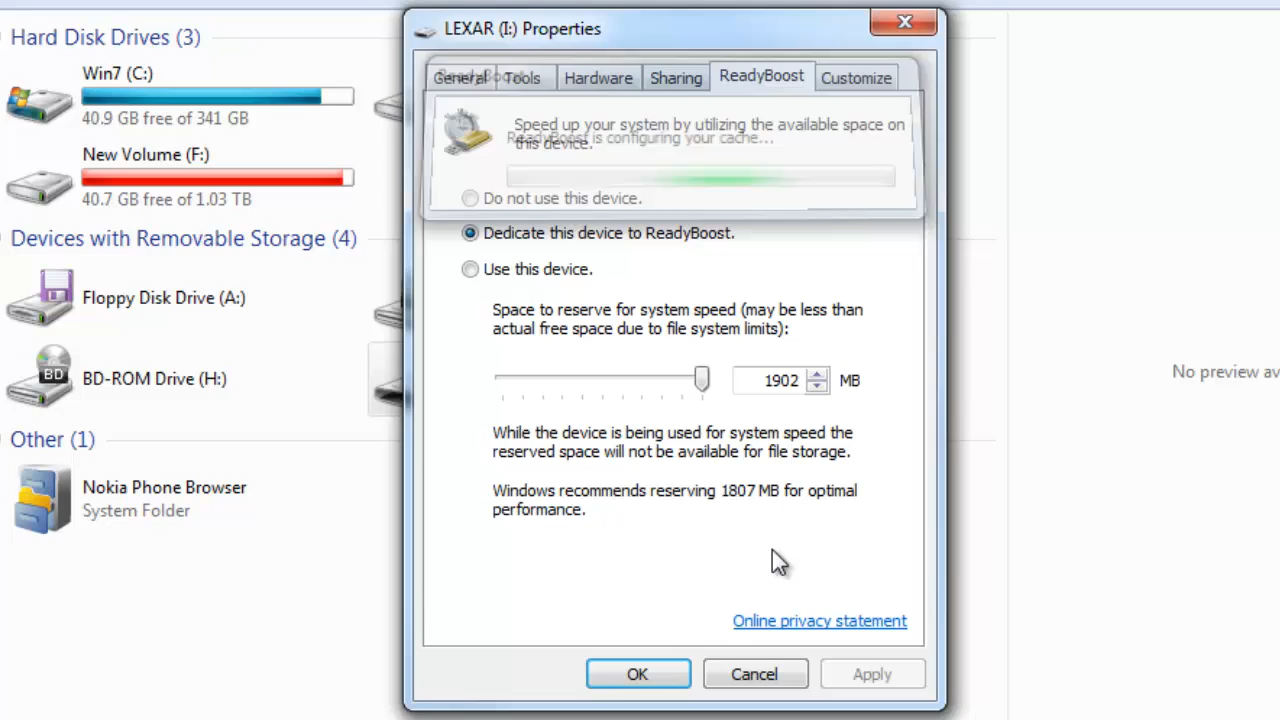 Hard Disk Drives (3)
Win7 (C:)
40.9 GB free of 341 GB
New Volume (F:)
40.7 GB free of 1.03 TB
Devices with Removable Storage (4)
Floppy Disk Drive (A:)
BD
BD-ROM Drive (H:)
Other (1)
Nokia Phone Browser
System Folder
LEXAR (I:) Properties
ReadyBoost
General
Tools
Hardware
Sharing
ReadyBoost
Customize
Speed up your system by utilizing the available space on
this device.
ReadyBoost is configuring your cache...
Do not use this device.
Dedicate this device to ReadyBoost.
Use this device.
Space to reserve for system speed (may be less than
actual free space due to file system limits):
1902 MB
While the device is being used for system speed the
reserved space will not be available for file storage.
Windows recommends reserving 1807 MB for optimal
performance.
Online privacy statement
OK
Cancel
Apply
No preview av